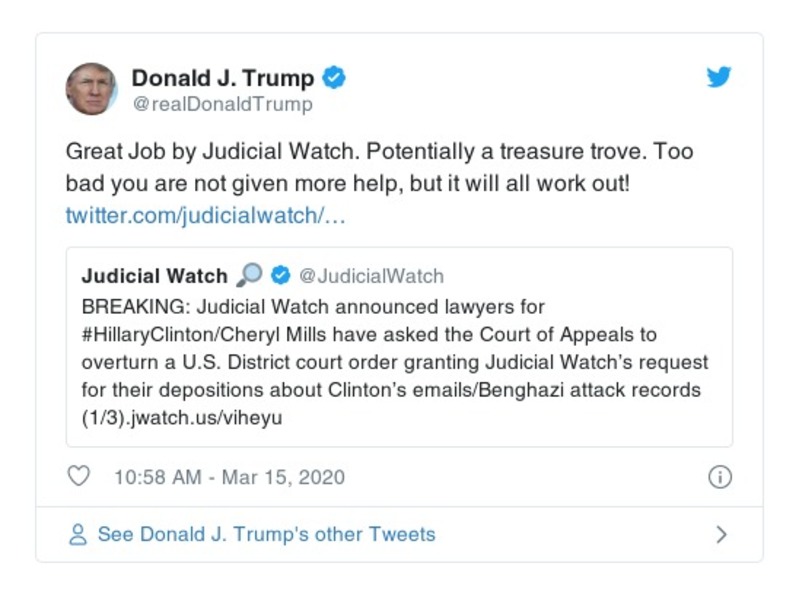 Donald J. Trump
@realDonaldTrump
Great Job by Judicial Watch. Potentially a treasure trove. Too
bad you are not given more help, but it will all work out!
twitter.com/judicialwatch/…
Judicial Watch 🔎 @JudicialWatch
BREAKING: Judicial Watch announced lawyers for
#HillaryClinton/Cheryl Mills have asked the Court of Appeals to
overturn a U.S. District court order granting Judicial Watch's request
for their depositions about Clinton's emails/Benghazi attack records
(1/3).jwatch.us/viheyu
10:58 AM - Mar 15, 2020
See Donald J. Trump's other Tweets